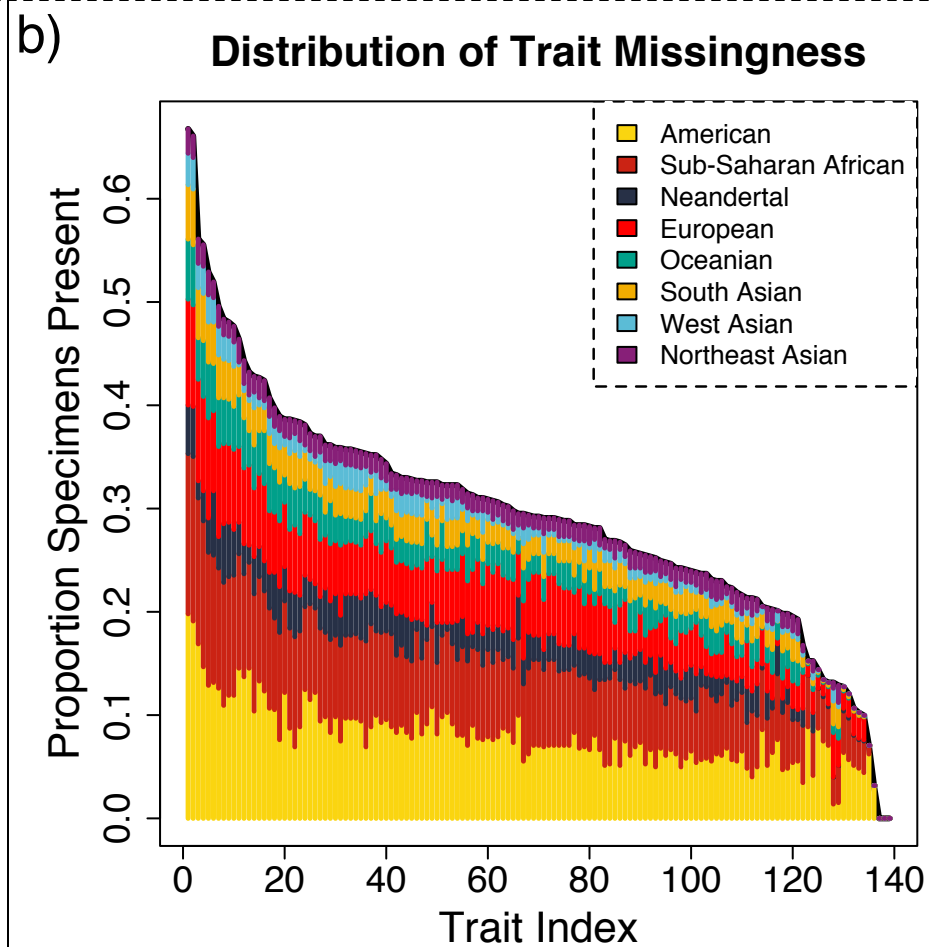 b)
Distribution of Trait Missingness
American
Sub-Saharan African
Neandertal
European
Oceanian
South Asian
West Asian
Northeast Asian
Proportion Specimens Present
0.6
0.5
0.4
0.3
0.2
0.1
0.0
0 20 40 60 80 100 120 140
Trait Index